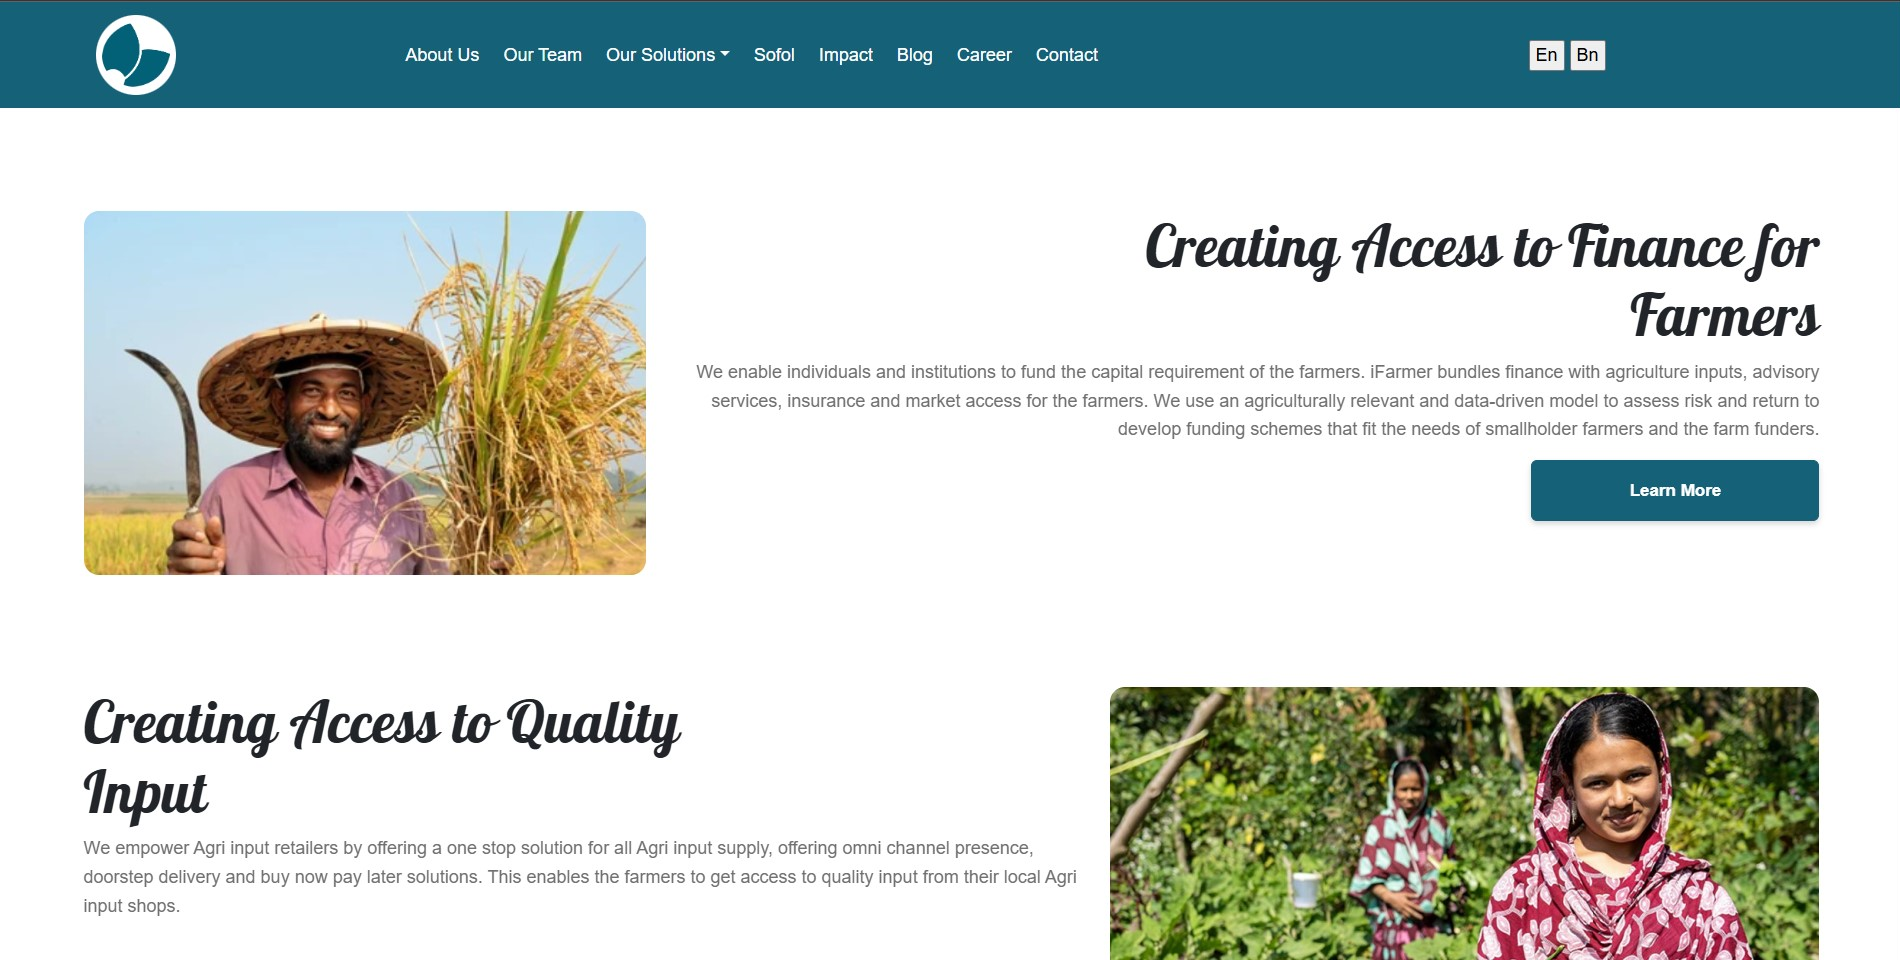 About Us Our Team Our Solutions Sofol Impact Blog Career Contact En Bn
Creating Access to Finance for
Farmers
We enable individuals and institutions to fund the capital requirement of the farmers. iFarmer bundles finance with agriculture inputs, advisory
services, insurance and market access for the farmers. We use an agriculturally relevant and data-driven model to assess risk and return to
develop funding schemes that fit the needs of smallholder farmers and the farm funders.
Learn More
Creating Access to Quality
Input
We empower Agri input retailers by offering a one stop solution for all Agri input supply, offering omni channel presence,
doorstep delivery and buy now pay later solutions. This enables the farmers to get access to quality input from their local Agri
input shops.